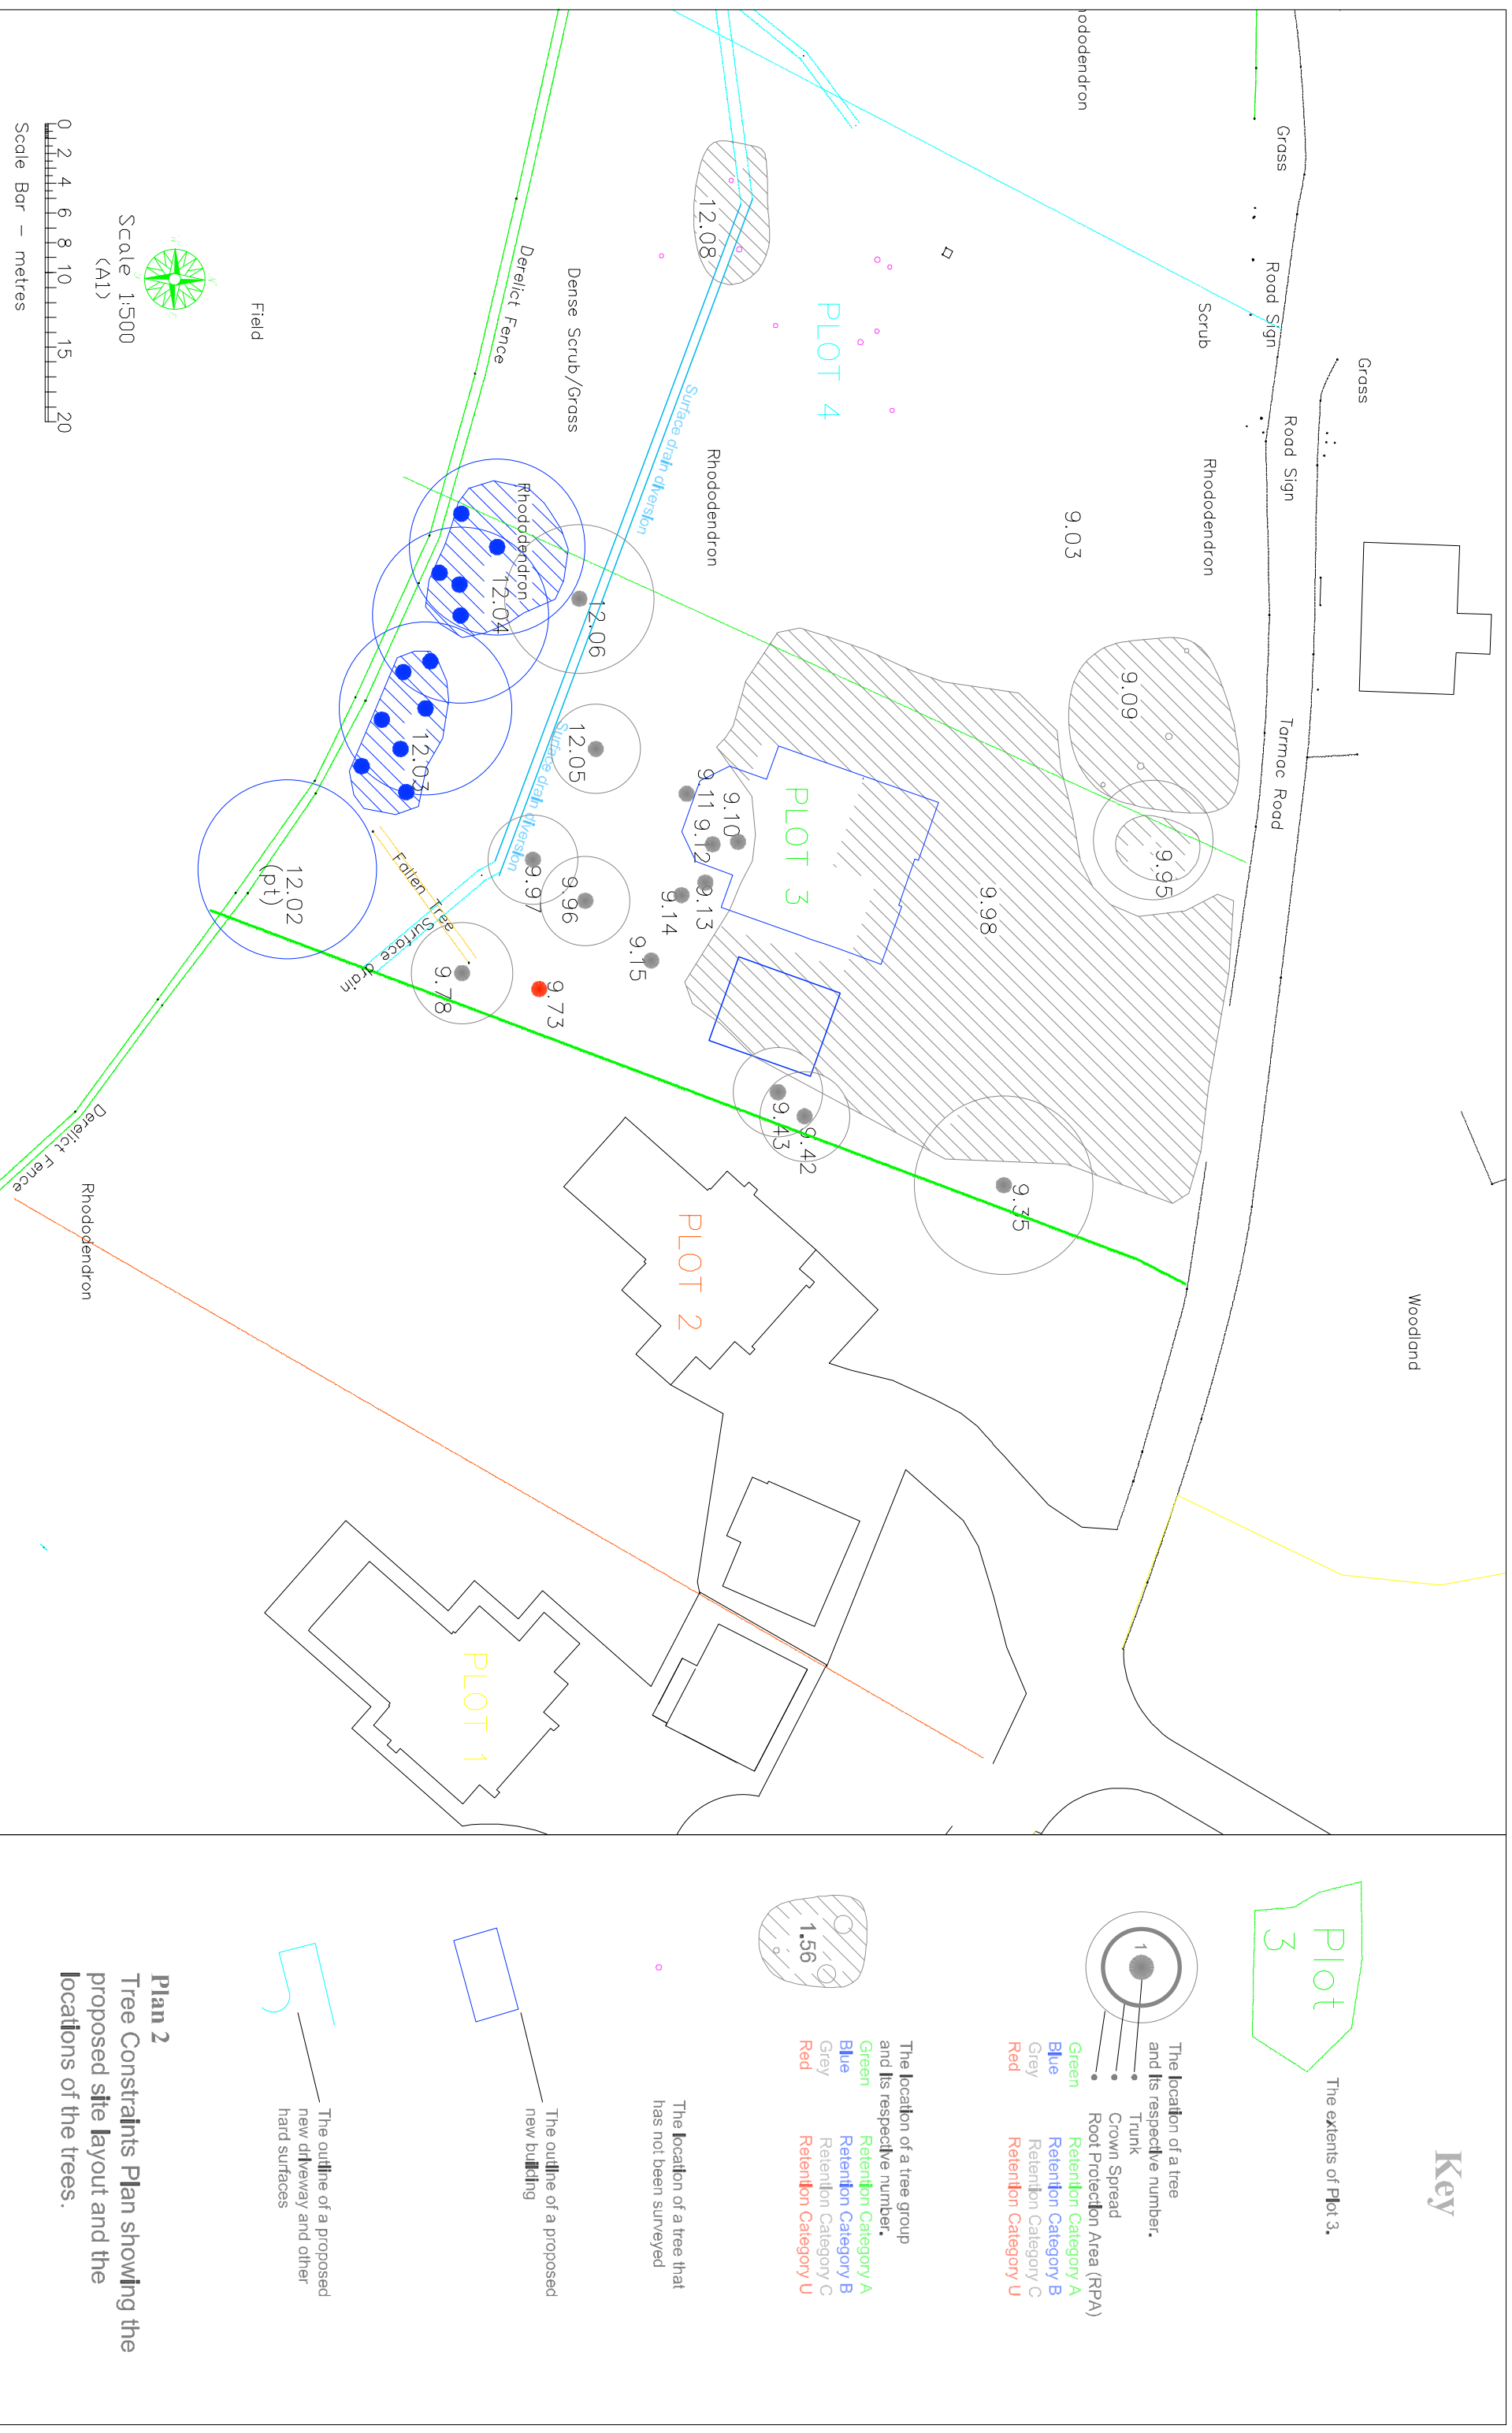 Key
Plot
3
The extents of Plot 3.
1
The location of a tree
and its respective number.
Trunk
Crown Spread
Root Protection Area (RPA)
Green Retention Category A
Blue Retention Category B
Grey Retention Category C
Red Retention Category U
1.56
The location of a tree group
and its respective number.
Green Retention Category A
Blue Retention Category B
Grey Retention Category C
Red Retention Category U
The location of a tree that
has not been surveyed
The outline of a proposed
new building
The outline of a proposed
new driveway and other
hard surfaces
Plan 2
Tree Constraints Plan showing the
proposed site layout and the
locations of the trees.
Woodland
Grass
Grass
Road Sign
Road Sign
Tarmac Road
Scrub
Rhododendron
hododendron
9.03
9.09
9.95
9.98
9.35
PLOT 4
PLOT 3
PLOT 2
PLOT 1
12.08
Rhododendron
Surface drain diversion
9.10
9.11
9.12
9.13
9.14
9.15
9.42
9.43
Dense Scrub/Grass
Derelict Fence
Rhododendron
12.06
12.05
12.04
12.03
Surface drain diversion
9.97
9.96
9.73
9.78
Fallen Tree
Surface drain
12.02
(pt)
Field
Derelict Fence
Rhododendron
Scale 1:500
(A1)
0 2 4 6 8 10 15 20
Scale Bar – metres